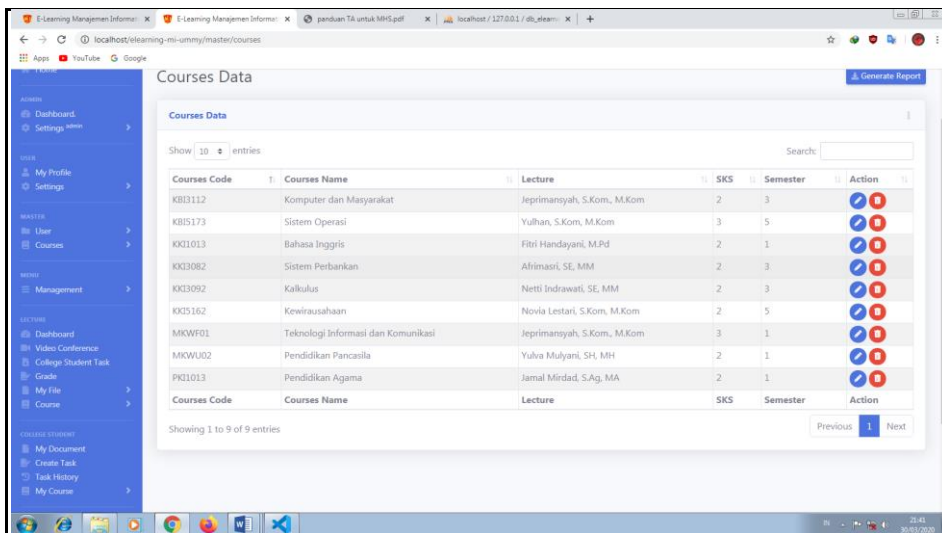 E-Learning Manajemen Informas
E-Learning Manajemen Informas
panduan TA untuk MHS.pdf
localhost / 127.0.0.1 / db_elearni
localhost/elearning-mi-ummy/master/courses
Apps YouTube Google
Home
ADMIN
Dashboard.
Settings admin
USER
My Profile
Settings
MASTER
User
Courses
MENU
Management
LECTURE
Dashboard
Video Conference
College Student Task
Grade
My File
Course
COLLEGE STUDENT
My Document
Create Task
Task History
My Course
Courses Data
Generate Report
Courses Data
Show 10 entries
Search:
Courses Code Courses Name Lecture SKS Semester Action
KBI3112 Komputer dan Masyarakat Jeprimansyah, S.Kom., M.Kom 2 3
KBI5173 Sistem Operasi Yulhan, S.Kom, M.Kom 3 5
KKI1013 Bahasa Inggris Fitri Handayani, M.Pd 2 1
KKI3082 Sistem Perbankan Afrimasri, SE, MM 2 3
KKI3092 Kalkulus Netti Indrawati, SE, MM 2 3
KKI5162 Kewirausahaan Novia Lestari, S.Kom, M.Kom 2 5
MKWF01 Teknologi Informasi dan Komunikasi Jeprimansyah, S.Kom., M.Kom 3 1
MKWU02 Pendidikan Pancasila Yulva Mulyani, SH, MH 2 1
PKI1013 Pendidikan Agama Jamal Mirdad, S.Ag, MA 2 1
Courses Code Courses Name Lecture SKS Semester Action
Showing 1 to 9 of 9 entries
Previous 1 Next
IN
21:41
30/03/2020